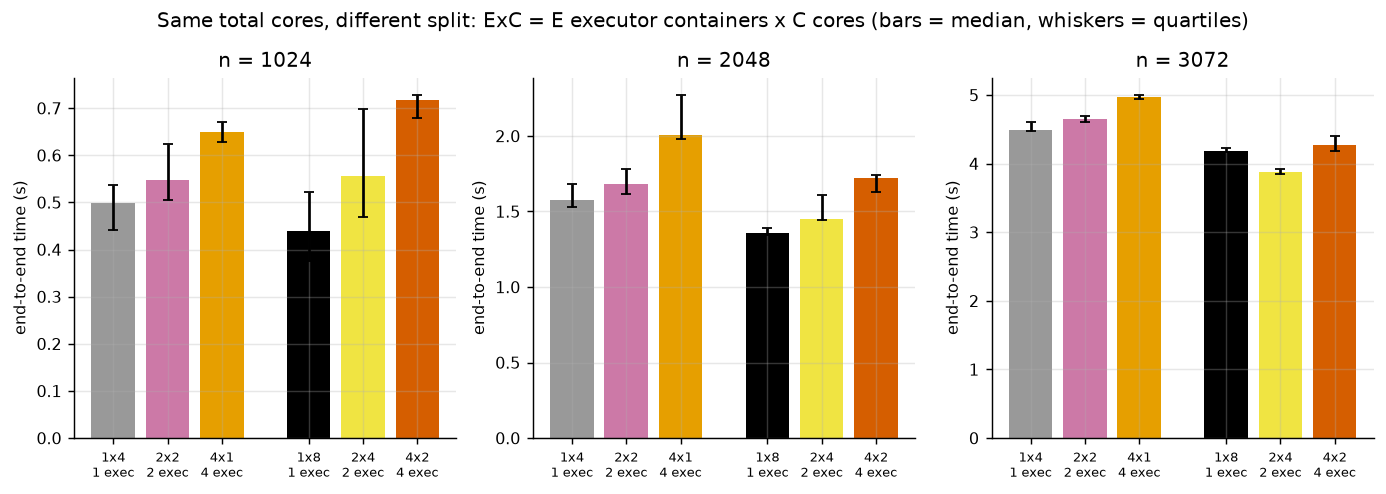 Same total cores, different split: ExC = E executor containers x C cores (bars = median, whiskers = quartiles)
n = 1024
end-to-end time (s)
0.7
0.6
0.5
0.4
0.3
0.2
0.1
0.0
1x4 2x2 4x1 1x8 2x4 4x2
1 exec 2 exec 4 exec 1 exec 2 exec 4 exec
n = 2048
end-to-end time (s)
2.0
1.5
1.0
0.5
0.0
1x4 2x2 4x1 1x8 2x4 4x2
1 exec 2 exec 4 exec 1 exec 2 exec 4 exec
n = 3072
end-to-end time (s)
5
4
3
2
1
0
1x4 2x2 4x1 1x8 2x4 4x2
1 exec 2 exec 4 exec 1 exec 2 exec 4 exec